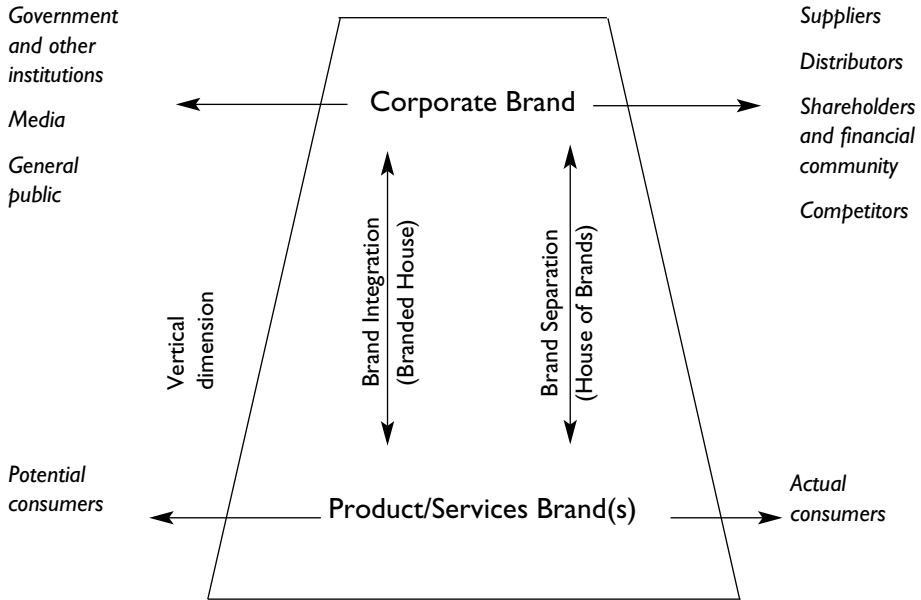 Government
and other
institutions
Media
General
public
Suppliers
Distributors
Shareholders
and financial
community
Competitors
Corporate Brand
Brand Integration
(Branded House)
Brand Separation
(House of Brands)
Vertical
dimension
Potential
consumers
Product/Services Brand(s)
Actual
consumers